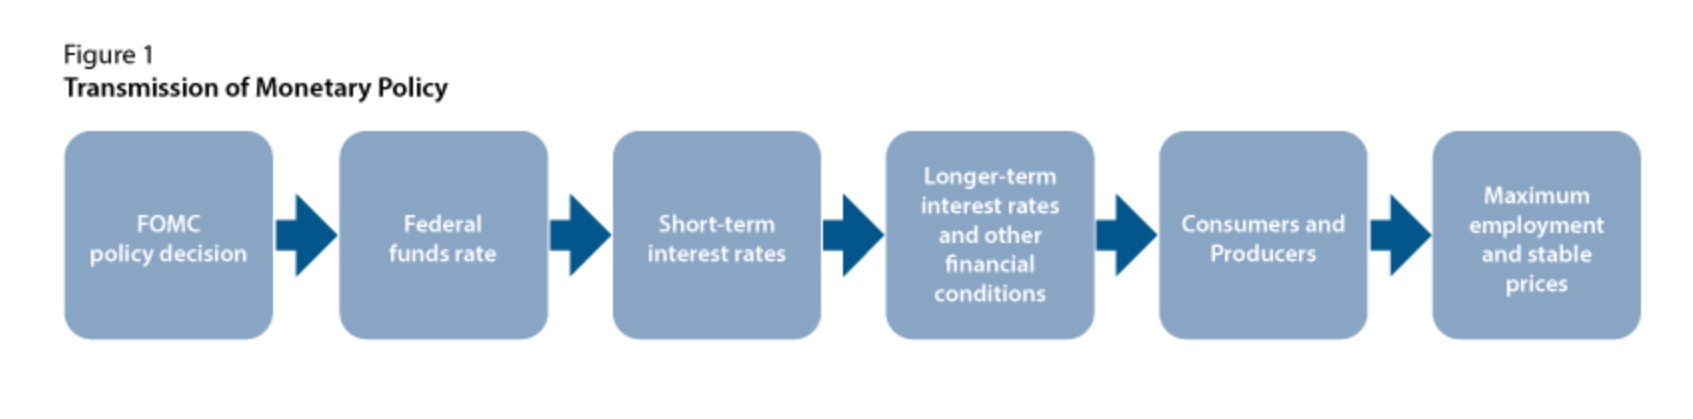 Figure 1
Transmission of Monetary Policy
FOMC
policy decision
Federal
funds rate
Short-term
interest rates
Longer-term
interest rates
and other
financial
conditions
Consumers and
Producers
Maximum
employment
and stable
prices